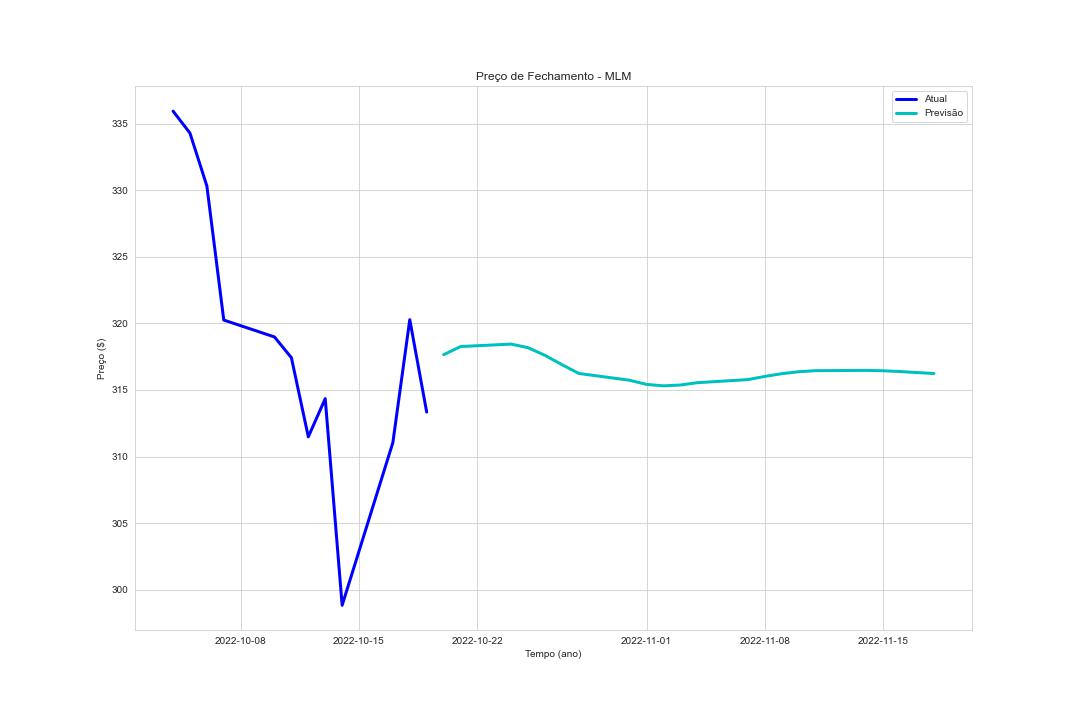 Preço de Fechamento - MLM
Atual
Previsão
335
330
325
320
315
310
305
300
Preço ($)
2022-10-08 2022-10-15 2022-10-22 2022-11-01 2022-11-08 2022-11-15
Tempo (ano)